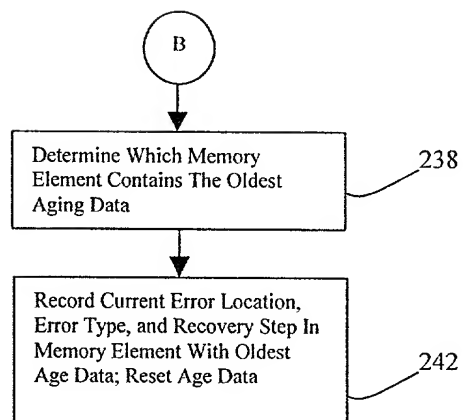 B
Determine Which Memory
Element Contains The Oldest
Aging Data
238
Record Current Error Location,
Error Type, and Recovery Step In
Memory Element With Oldest
Age Data; Reset Age Data
242